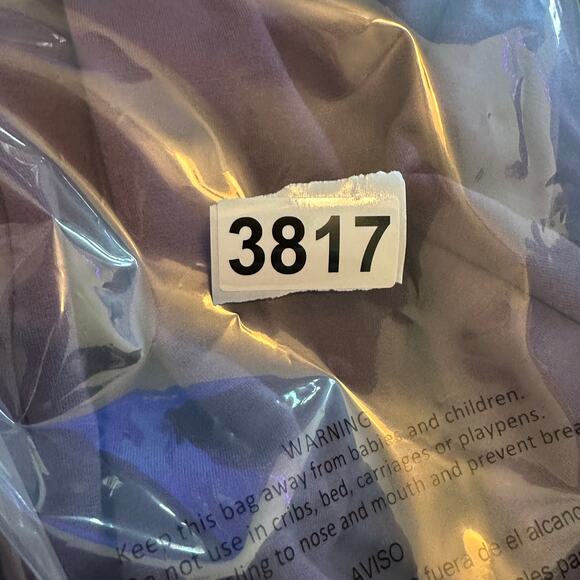 3817
WARNING
Keep this bag away from babies and children.
Do not use in cribs, bed, carriages or playpens.
to nose and mouth and prevent
AVISO
fuera de el